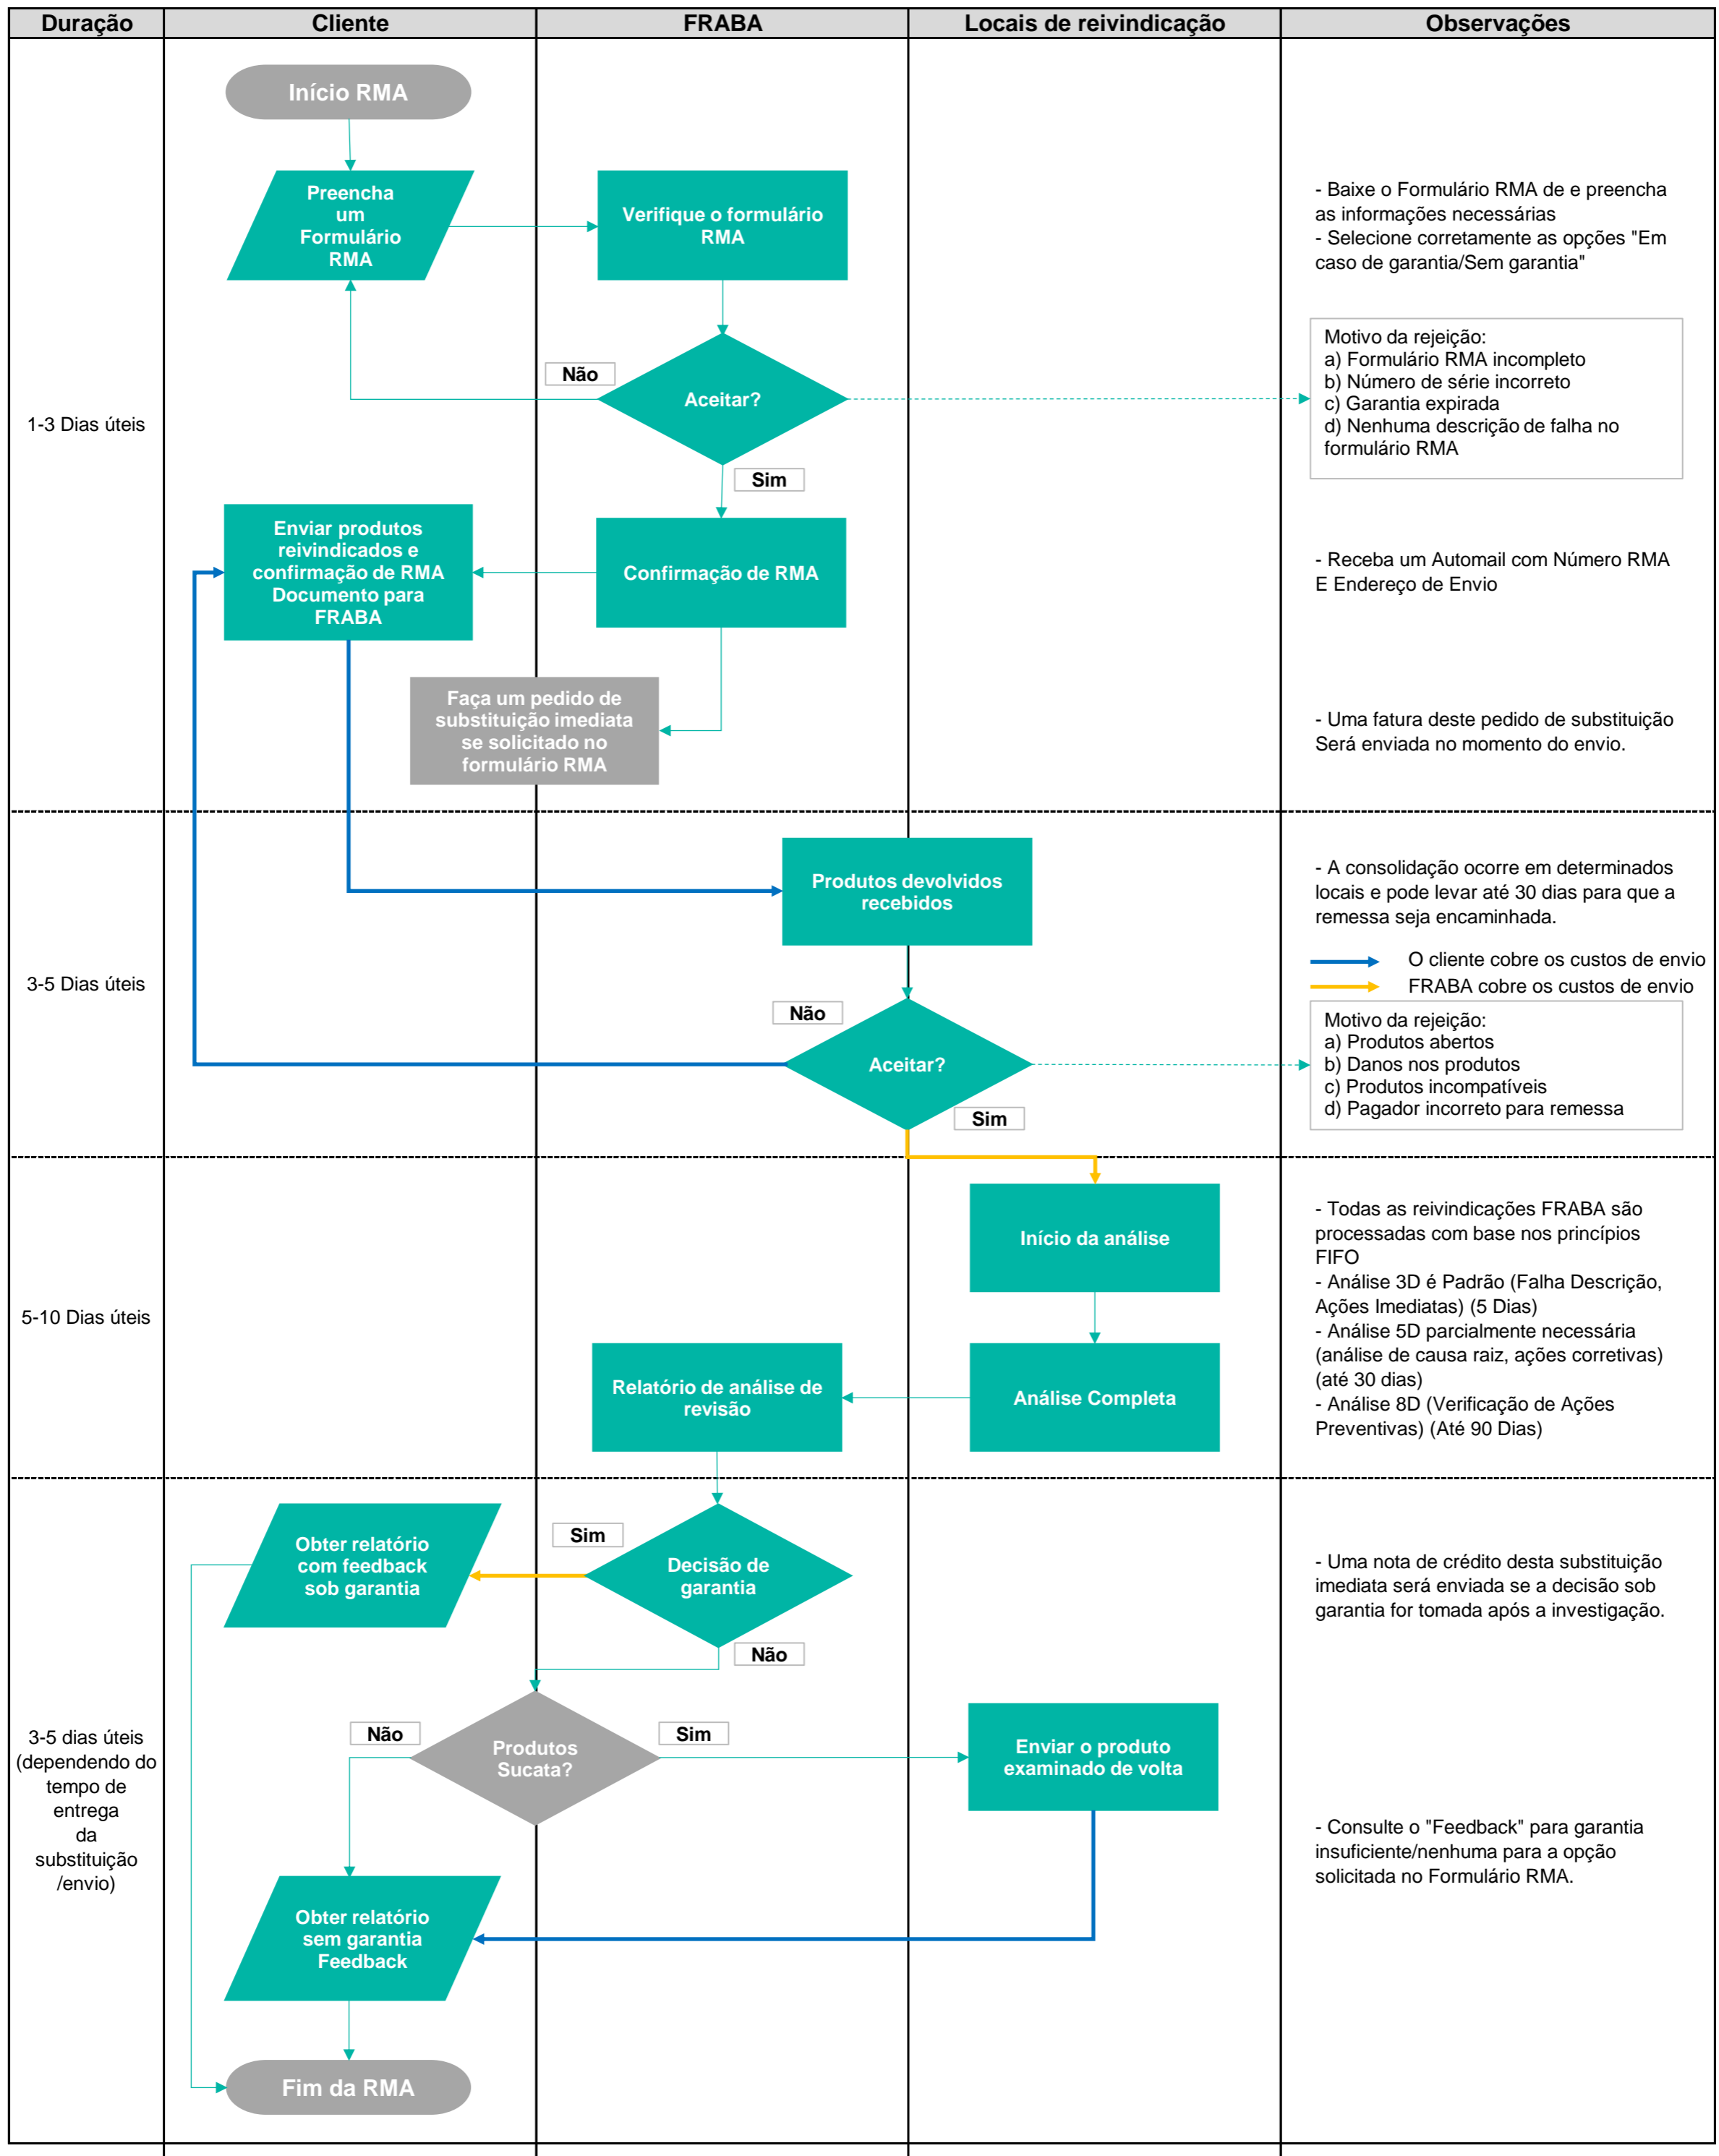 Duração
Cliente
FRABA
Locais de reivindicação
Observações
Início RMA
Preencha
um
Formulário
RMA
Verifique o formulário
RMA
- Baixe o Formulário RMA de e preencha
as informações necessárias
- Selecione corretamente as opções "Em
caso de garantia/Sem garantia"
1-3 Dias úteis
Não
Aceitar?
Sim
Motivo da rejeição:
a) Formulário RMA incompleto
b) Número de série incorreto
c) Garantia expirada
d) Nenhuma descrição de falha no
formulário RMA
Enviar produtos
reivindicados e
confirmação de RMA
Documento para
FRABA
Confirmação de RMA
- Receba um Automail com Número RMA
E Endereço de Envio
Faça um pedido de
substituição imediata
se solicitado no
formulário RMA
- Uma fatura deste pedido de substituição
Será enviada no momento do envio.
3-5 Dias úteis
Produtos devolvidos
recebidos
- A consolidação ocorre em determinados
locais e pode levar até 30 dias para que a
remessa seja encaminhada.
O cliente cobre os custos de envio
FRABA cobre os custos de envio
Não
Aceitar?
Sim
Motivo da rejeição:
a) Produtos abertos
b) Danos nos produtos
c) Produtos incompatíveis
d) Pagador incorreto para remessa
5-10 Dias úteis
Início da análise
Relatório de análise de
revisão
Análise Completa
- Todas as reivindicações FRABA são
processadas com base nos princípios
FIFO
- Análise 3D é Padrão (Falha Descrição,
Ações Imediatas) (5 Dias)
- Análise 5D parcialmente necessária
(análise de causa raiz, ações corretivas)
(até 30 dias)
- Análise 8D (Verificação de Ações
Preventivas) (Até 90 Dias)
3-5 dias úteis
(dependendo do
tempo de
entrega
da
substituição
/envio)
Obter relatório
com feedback
sob garantia
Sim
Decisão de
garantia
Não
- Uma nota de crédito desta substituição
imediata será enviada se a decisão sob
garantia for tomada após a investigação.
Não
Produtos
Sucata?
Sim
Enviar o produto
examinado de volta
- Consulte o "Feedback" para garantia
insuficiente/nenhuma para a opção
solicitada no Formulário RMA.
Obter relatório
sem garantia
Feedback
Fim da RMA